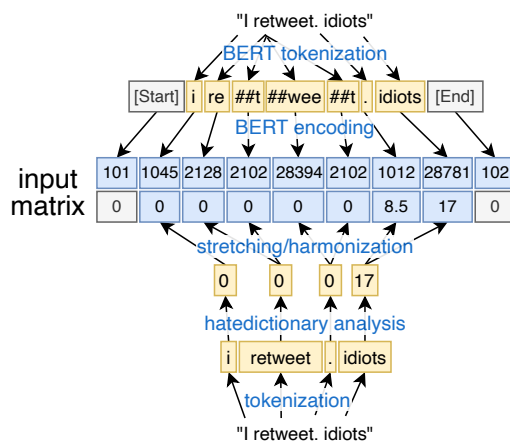 "I retweet. idiots"
BERT tokenization
[Start] i re ##t ##wee ##t . idiots [End]
BERT encoding
input matrix
101 1045 2128 2102 28394 2102 1012 28781 102
0 0 0 0 0 0 8.5 17 0
stretching/harmonization
0 0 0 17
hatedictionary analysis
i retweet . idiots
tokenization
"I retweet. idiots"